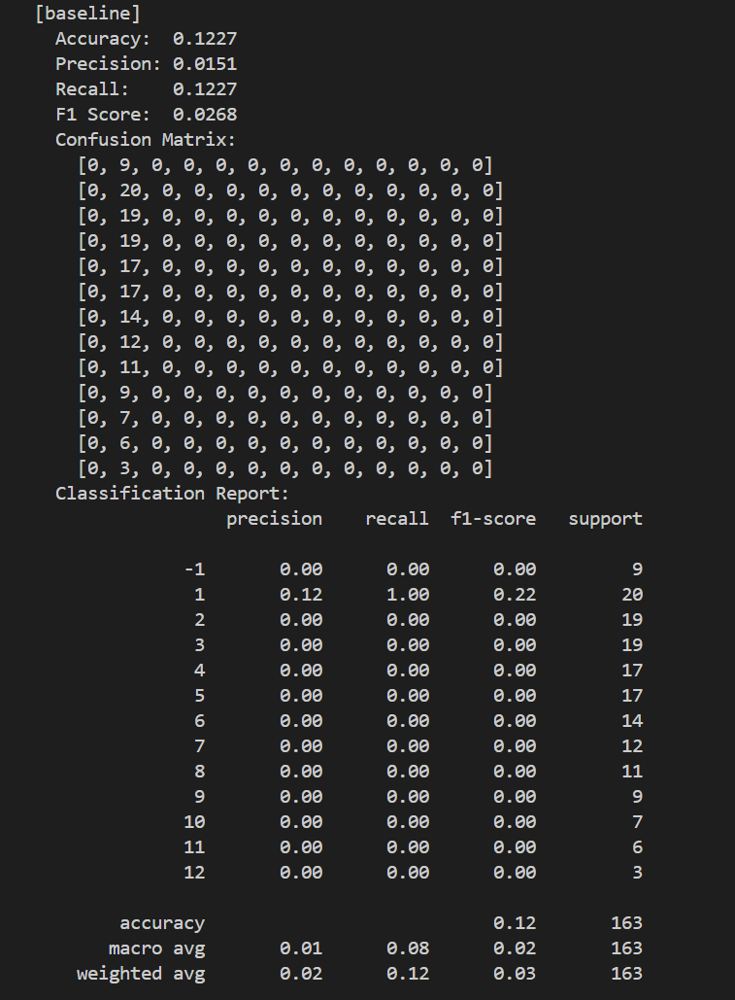 [baseline]
Accuracy: 0.1227
Precision: 0.0151
Recall: 0.1227
F1 Score: 0.0268
Confusion Matrix:
[0, 9, 0, 0, 0, 0, 0, 0, 0, 0, 0, 0, 0]
[0, 20, 0, 0, 0, 0, 0, 0, 0, 0, 0, 0, 0]
[0, 19, 0, 0, 0, 0, 0, 0, 0, 0, 0, 0, 0]
[0, 19, 0, 0, 0, 0, 0, 0, 0, 0, 0, 0, 0]
[0, 17, 0, 0, 0, 0, 0, 0, 0, 0, 0, 0, 0]
[0, 17, 0, 0, 0, 0, 0, 0, 0, 0, 0, 0, 0]
[0, 14, 0, 0, 0, 0, 0, 0, 0, 0, 0, 0, 0]
[0, 12, 0, 0, 0, 0, 0, 0, 0, 0, 0, 0, 0]
[0, 11, 0, 0, 0, 0, 0, 0, 0, 0, 0, 0, 0]
[0, 9, 0, 0, 0, 0, 0, 0, 0, 0, 0, 0, 0]
[0, 7, 0, 0, 0, 0, 0, 0, 0, 0, 0, 0, 0]
[0, 6, 0, 0, 0, 0, 0, 0, 0, 0, 0, 0, 0]
[0, 3, 0, 0, 0, 0, 0, 0, 0, 0, 0, 0, 0]
Classification Report:
precision recall f1-score support
-1 0.00 0.00 0.00 9
1 0.12 1.00 0.22 20
2 0.00 0.00 0.00 19
3 0.00 0.00 0.00 19
4 0.00 0.00 0.00 17
5 0.00 0.00 0.00 17
6 0.00 0.00 0.00 14
7 0.00 0.00 0.00 12
8 0.00 0.00 0.00 11
9 0.00 0.00 0.00 9
10 0.00 0.00 0.00 7
11 0.00 0.00 0.00 6
12 0.00 0.00 0.00 3
accuracy 0.12 163
macro avg 0.01 0.08 0.02 163
weighted avg 0.02 0.12 0.03 163